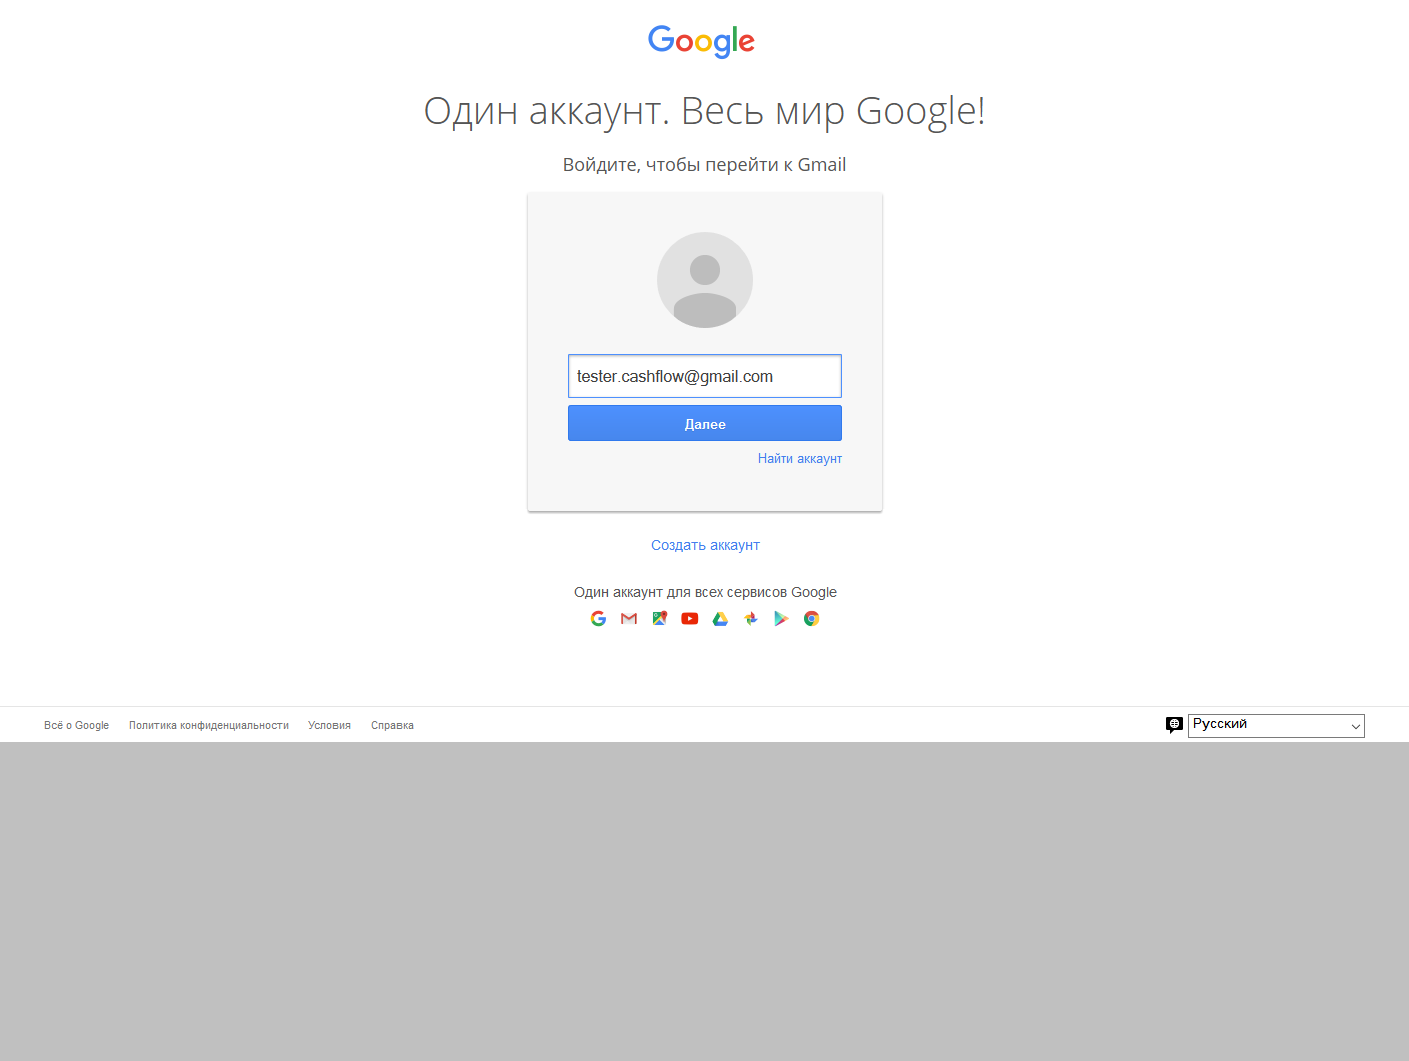 Google
Один аккаунт. Весь мир Google!
Войдите, чтобы перейти к Gmail
tester.cashflow@gmail.com
Далее
Найти аккаунт
Создать аккаунт
Один аккаунт для всех сервисов Google
Всё о Google Политика конфиденциальности Условия Справка Русский